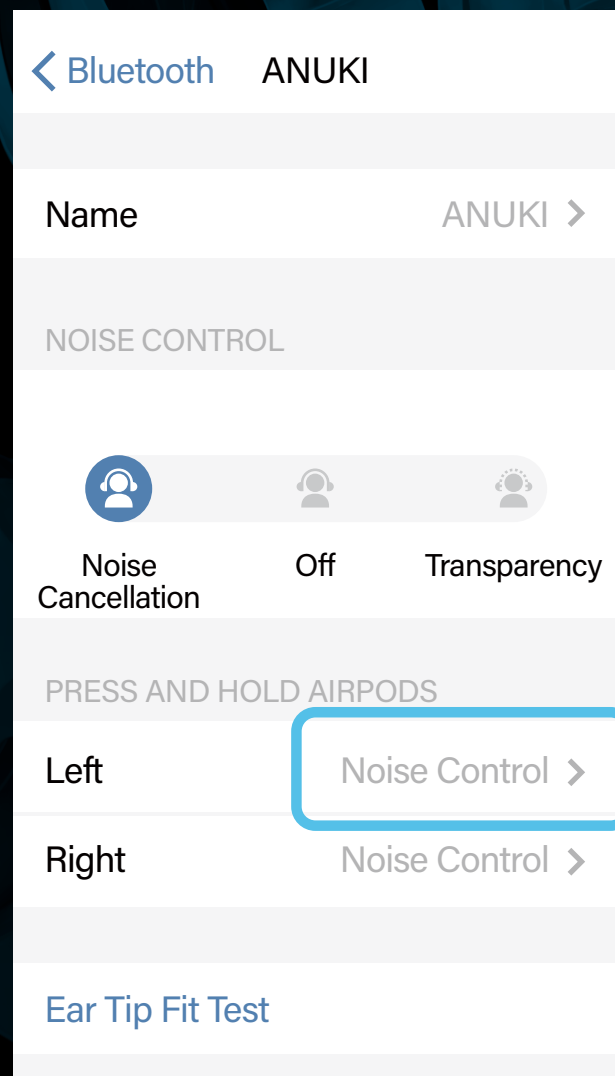 Bluetooth ANUKI
Name ANUKI
NOISE CONTROL
Noise Cancellation
Off
Transparency
PRESS AND HOLD AIRPODS
Left Noise Control
Right Noise Control
Ear Tip Fit Test